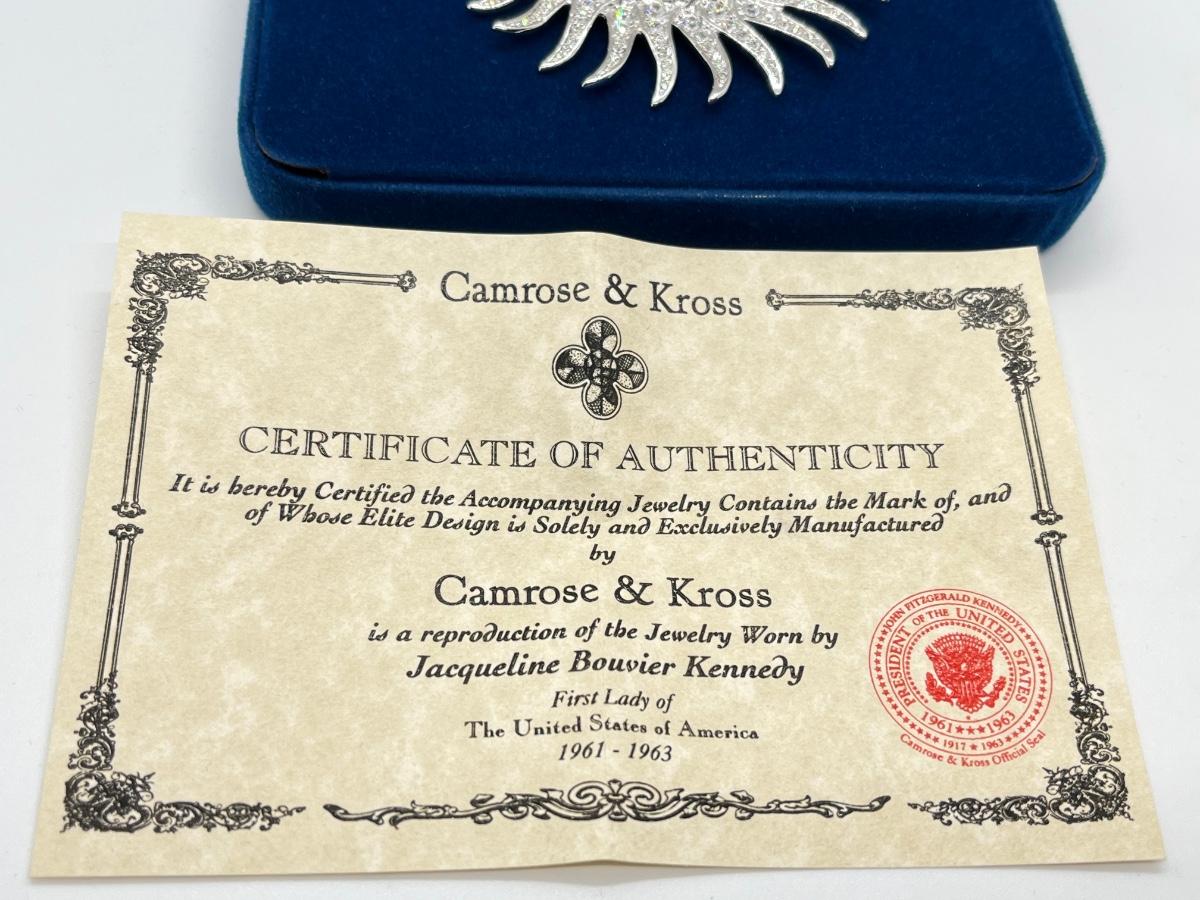 Camrose & Kross
CERTIFICATE OF AUTHENTICITY
It is hereby Certified the Accompanying Jewelry Contains the Mark of, and
of Whose Elite Design is Solely and Exclusively Manufactured
by
Camrose & Kross
is a reproduction of the Jewelry Worn by
Jacqueline Bouvier Kennedy
First Lady of
The United States of America
1961 - 1963
JOHN FITZGERALD KENNEDY
PRESIDENT OF THE UNITED STATES
1961 ★★★ 1963
1917 ★ 1963
Camrose & Kross Official Seal